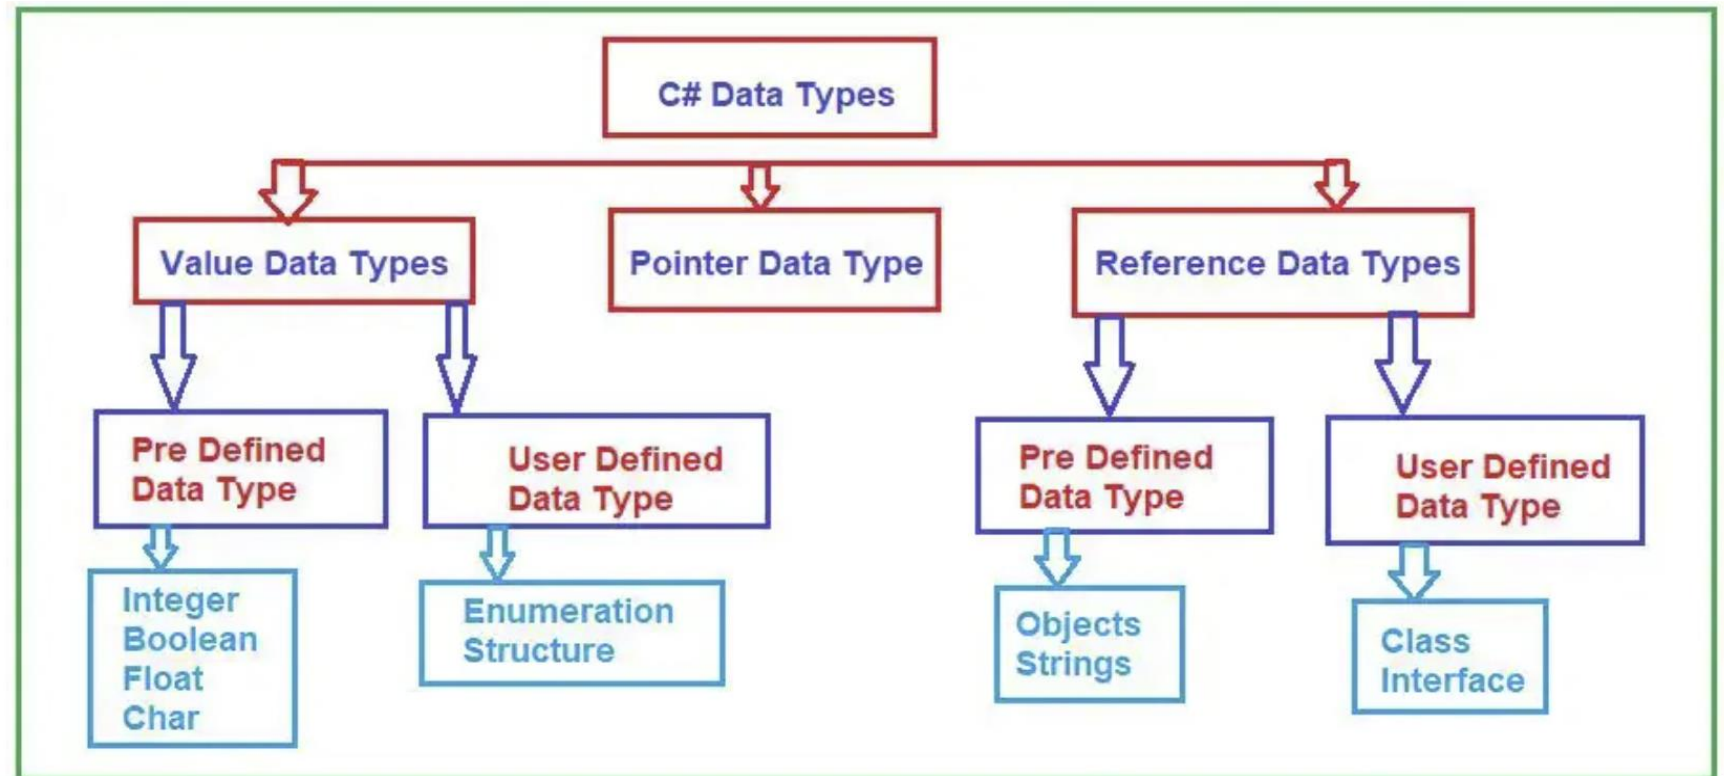 C# Data Types
Value Data Types
Pointer Data Type
Reference Data Types
Pre Defined
Data Type
User Defined
Data Type
Pre Defined
Data Type
User Defined
Data Type
Integer
Boolean
Float
Char
Enumeration
Structure
Objects
Strings
Class
Interface